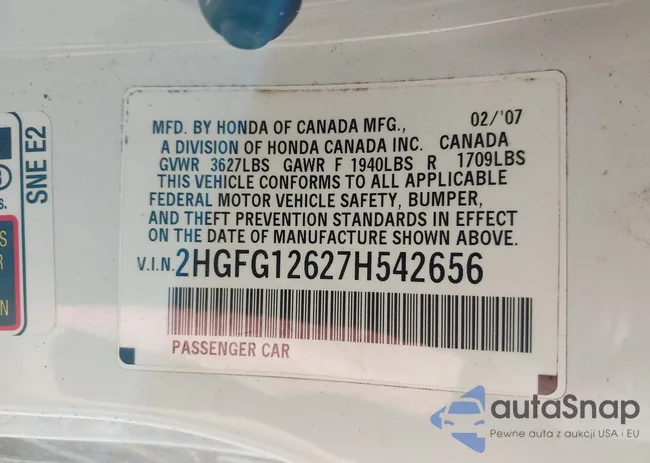 02/'07
MFD. BY HONDA OF CANADA MFG.,
A DIVISION OF HONDA CANADA INC. CANADA
GVWR 3627LBS GAWR F 1940LBS R 1709LBS
THIS VEHICLE CONFORMS TO ALL APPLICABLE
FEDERAL MOTOR VEHICLE SAFETY, BUMPER,
AND THEFT PREVENTION STANDARDS IN EFFECT
ON THE DATE OF MANUFACTURE SHOWN ABOVE.
V.I.N. 2HGFG12627H542656
PASSENGER CAR
SNE E2
autaSnap
Pewne auta z aukcji USA i EU